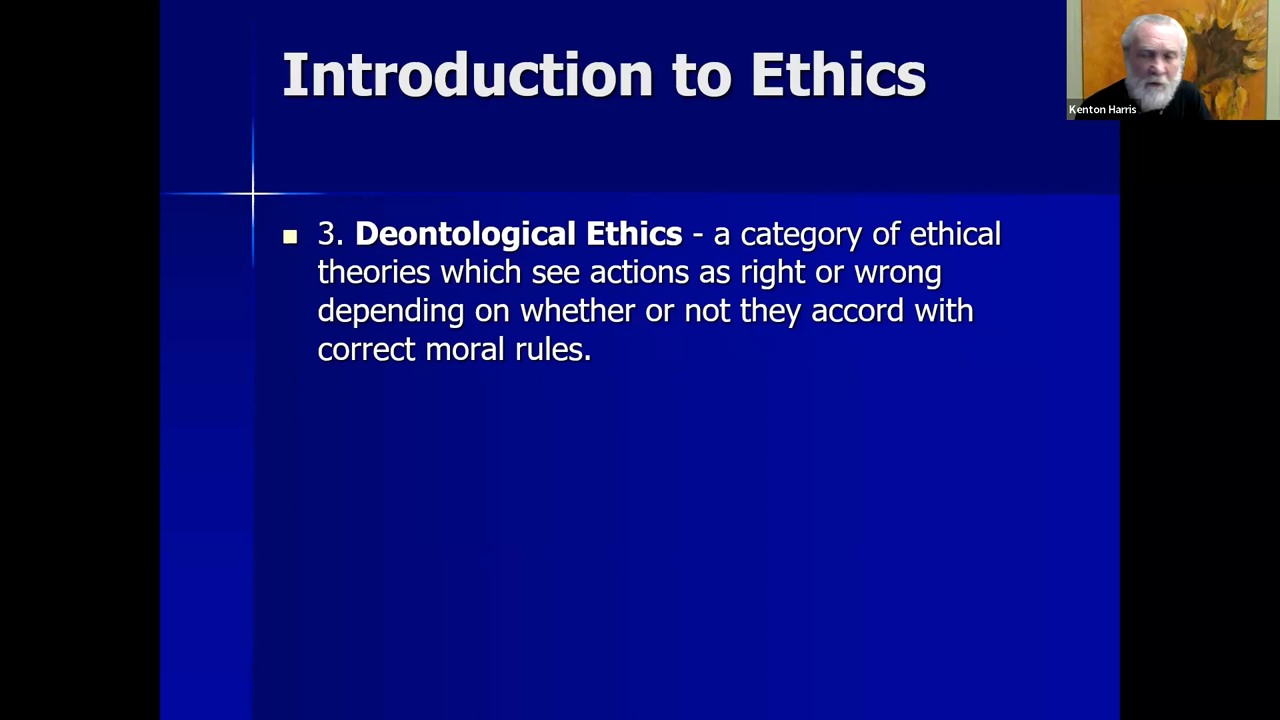 Introduction to Ethics
Kenton Harris
3. Deontological Ethics - a category of ethical
theories which see actions as right or wrong
depending on whether or not they accord with
correct moral rules.